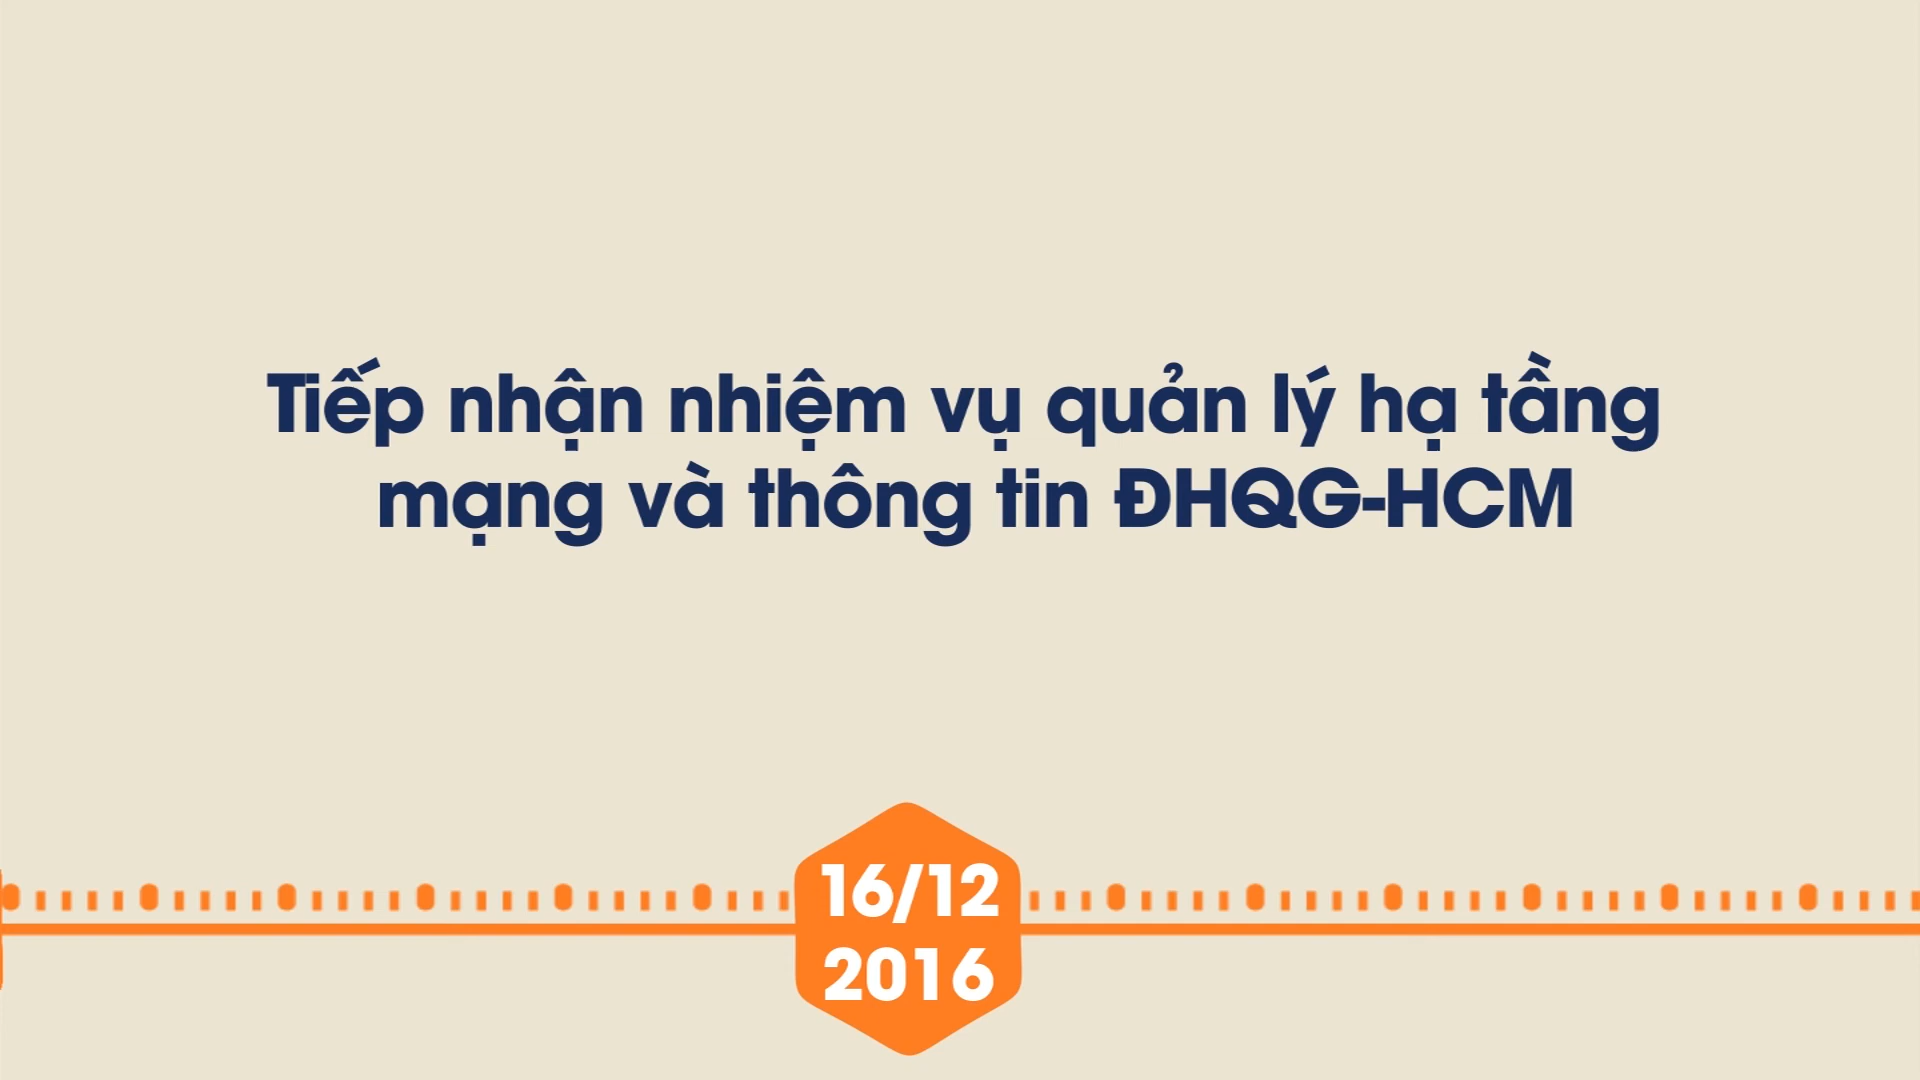 Tiếp nhận nhiệm vụ quản lý hạ tầng
mạng và thông tin ĐHQG-HCM
16/12
2016